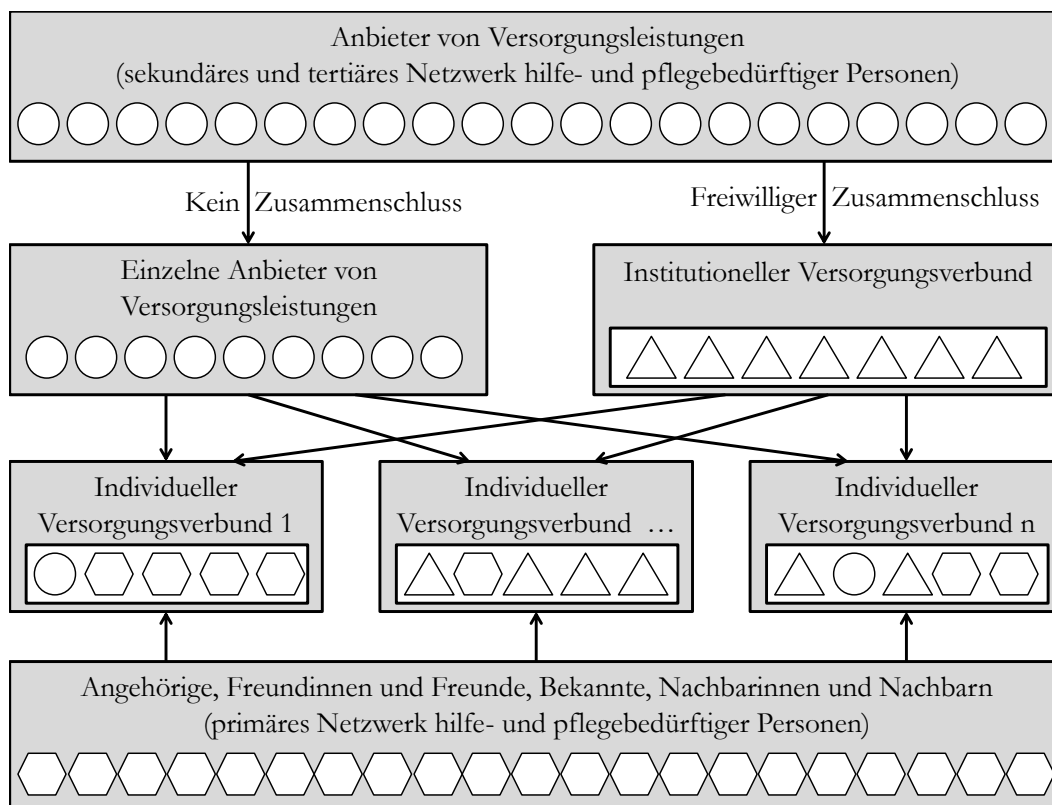 Anbieter von Versorgungsleistungen
(sekundäres und tertiäres Netzwerk hilfe- und pflegebedürftiger Personen)
Kein Zusammenschluss
Freiwilliger Zusammenschluss
Einzelne Anbieter von
Versorgungsleistungen
Institutioneller Versorgungsverbund
Individueller
Versorgungsverbund 1
Individueller
Versorgungsverbund …
Individueller
Versorgungsverbund n
Angehörige, Freundinnen und Freunde, Bekannte, Nachbarinnen und Nachbarn
(primäres Netzwerk hilfe- und pflegebedürftiger Personen)